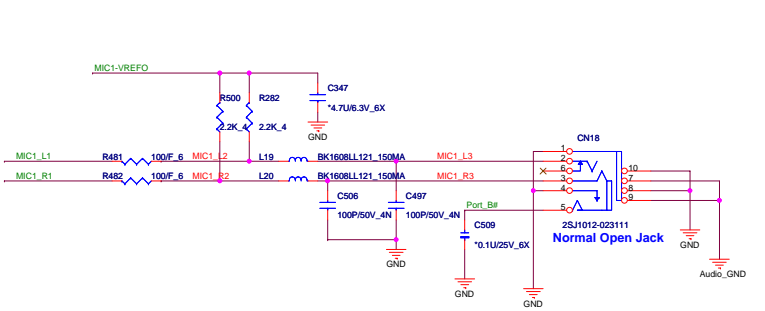 MIC1-VREFO
C347
R500
R282
2.2K_4
2.2K_4
*4.7U/6.3V_6X
GND
CN18
MIC1_L1
R481
100/F_6
MIC1_L2
L19
BK1608LL121_150MA
MIC1_L3
MIC1_R1
R482
100/F_6
MIC1_R2
L20
BK1608LL121_150MA
MIC1_R3
1
2
6
3
4
5
10
7
8
9
C506
C497
100P/50V_4N
100P/50V_4N
Port_B#
C509
*0.1U/25V_6X
2SJ1012-023111
Normal Open Jack
GND
GND
GND
GND
Audio_GND